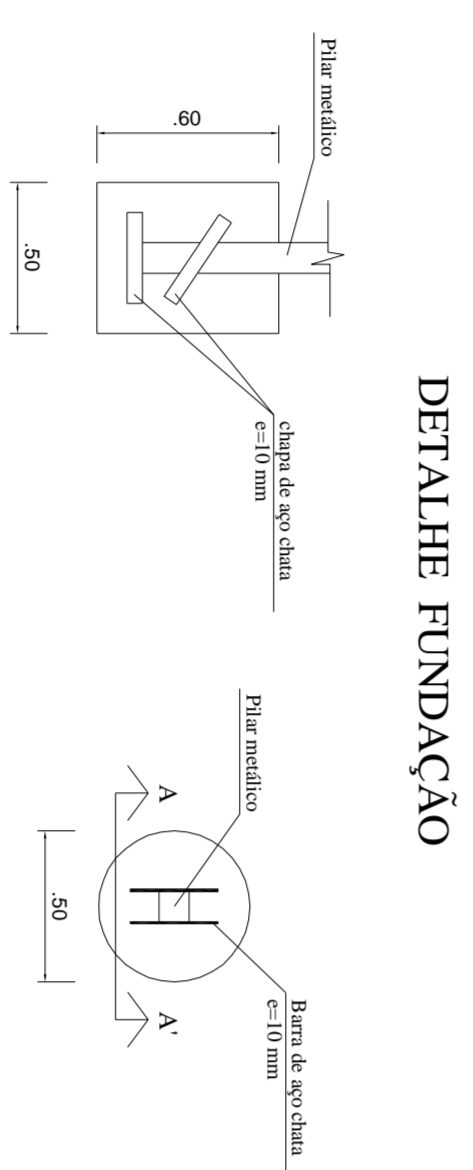 DETALHE FUNDAÇÃO
Pilar metálico
.60
.50
chapa de aço chata
e=10 mm
Pilar metálico
A
A'
.50
Barra de aço chata
e=10 mm